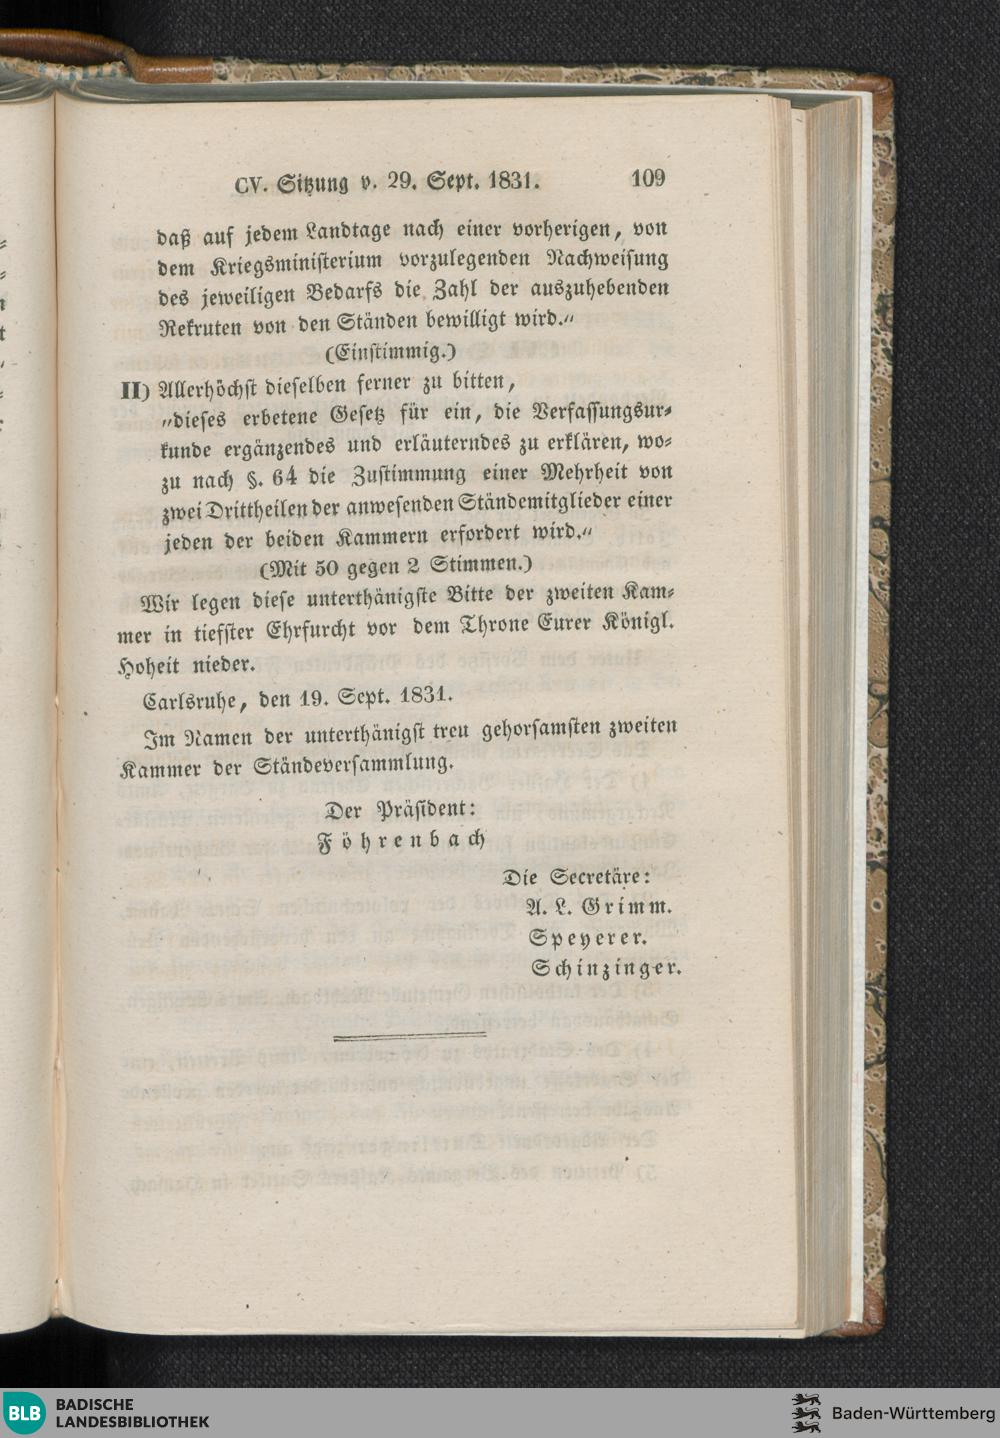 CV. Sitzung v. 29. Sept. 1831. 109
daß auf jedem Landtage nach einer vorherigen, von
dem Kriegsministerium vorzulegenden Nachweisung
des jeweiligen Bedarfs die Zahl der auszuhebenden
Rekruten von den Ständen bewilligt wird.“
(Einstimmig.)
II) Allerhöchst dieselben ferner zu bitten,
„dieses erbetene Gesetz für ein, die Verfassungsur-
kunde ergänzendes und erläuterndes zu erklären, wo-
zu nach §. 64 die Zustimmung einer Mehrheit von
zwei Drittheilen der anwesenden Ständemitglieder einer
jeden der beiden Kammern erfordert wird.“
(Mit 50 gegen 2 Stimmen.)
Wir legen diese unterthänigste Bitte der zweiten Kam-
mer in tiefster Ehrfurcht vor dem Throne Eurer Königl.
Hoheit nieder.
Carlsruhe, den 19. Sept. 1831.
Im Namen der unterthänigst treu gehorsamsten zweiten
Kammer der Ständeversammlung.
Der Präsident:
Föhrenbach
Die Secretäre:
A. L. Grimm.
Speyerer.
Schinzinger.
BLB BADISCHE
LANDESBIBLIOTHEK
Baden-Württemberg